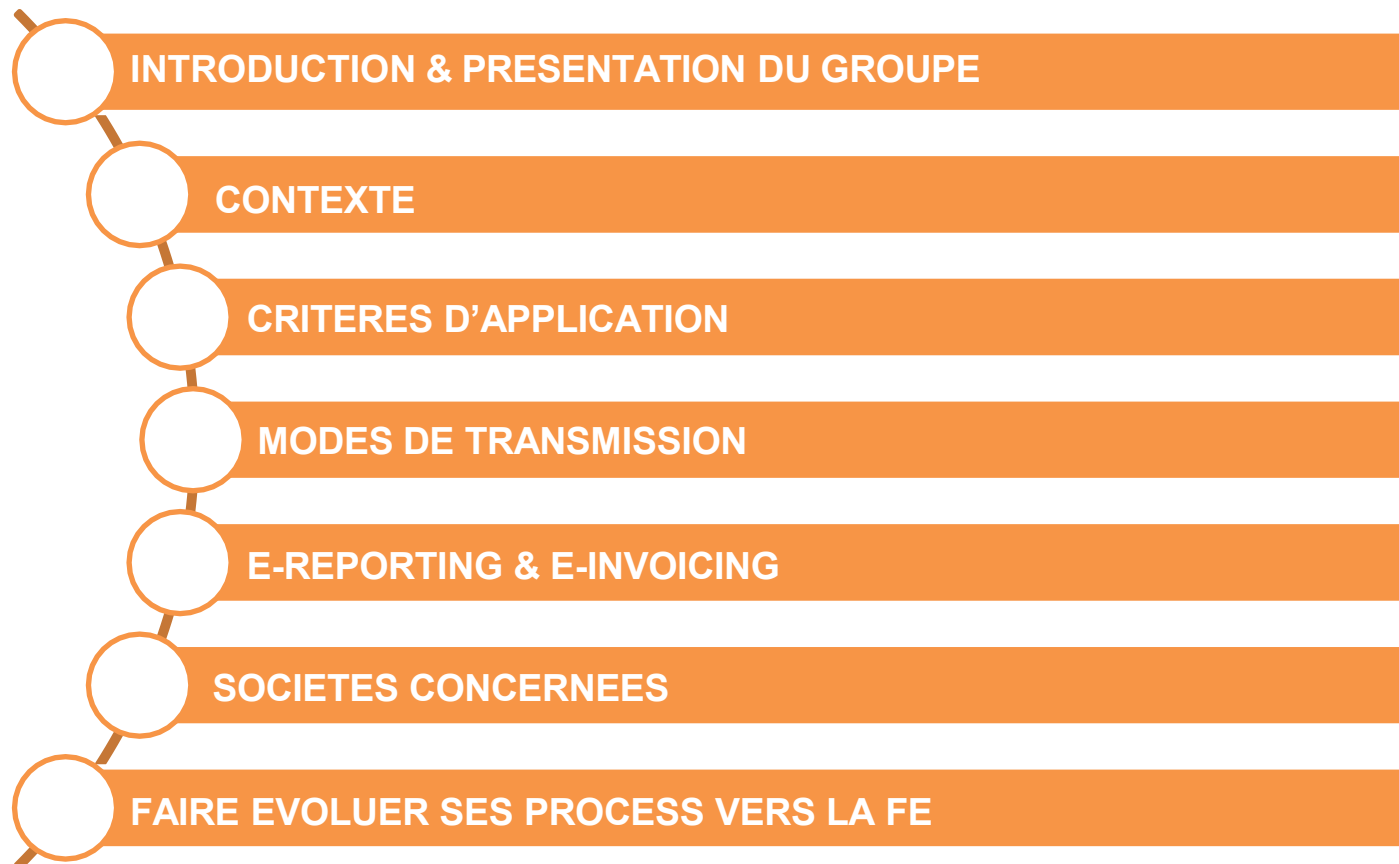 INTRODUCTION & PRESENTATION DU GROUPE
CONTEXTE
CRITERES D’APPLICATION
MODES DE TRANSMISSION
E-REPORTING & E-INVOICING
SOCIETES CONCERNEES
FAIRE EVOLUER SES PROCESS VERS LA FE